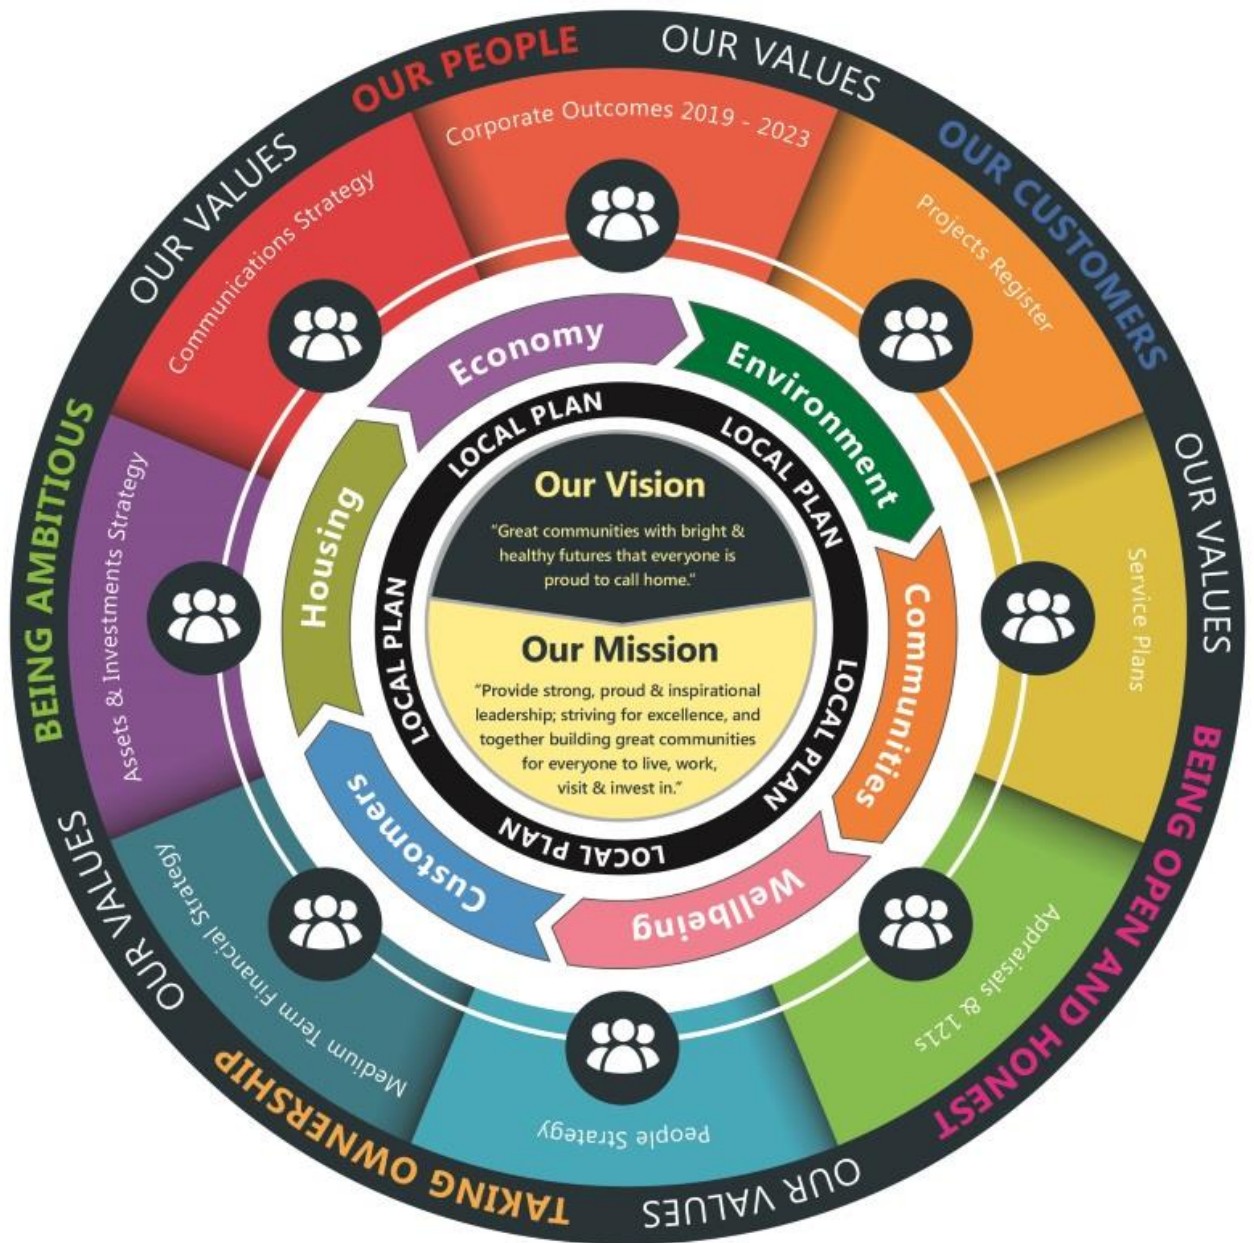 OUR PEOPLE
OUR VALUES
OUR CUSTOMERS
OUR VALUES
BEING OPEN AND HONEST
OUR VALUES
TAKING OWNERSHIP
OUR VALUES
BEING AMBITIOUS
OUR VALUES
Corporate Outcomes 2019 - 2023
Projects Register
Service Plans
Appraisals & 121s
People Strategy
Medium Term Financial Strategy
Assets & Investments Strategy
Communications Strategy
Economy
Environment
Communities
Wellbeing
Customers
Housing
LOCAL PLAN
LOCAL PLAN
LOCAL PLAN
LOCAL PLAN
LOCAL PLAN
Our Vision
"Great communities with bright &
healthy futures that everyone is
proud to call home."
Our Mission
"Provide strong, proud & inspirational
leadership; striving for excellence, and
together building great communities
for everyone to live, work,
visit & invest in."